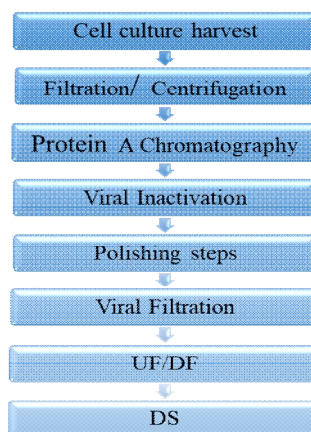 Cell culture harvest
Filtration/ Centrifugation
Protein A Chromatography
Viral Inactivation
Polishing steps
Viral Filtration
UF/DF
DS